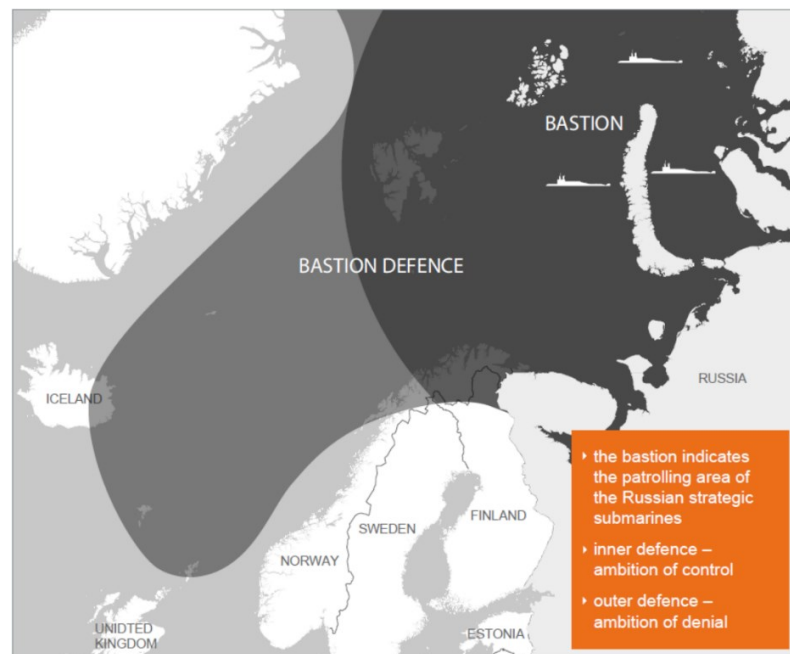 BASTION
BASTION DEFENCE
ICELAND
RUSSIA
NORWAY
SWEDEN
FINLAND
UNIDTED
KINGDOM
ESTONIA
‣ the bastion indicates
the patrolling area of
the Russian strategic
submarines
‣ inner defence –
ambition of control
‣ outer defence –
ambition of denial